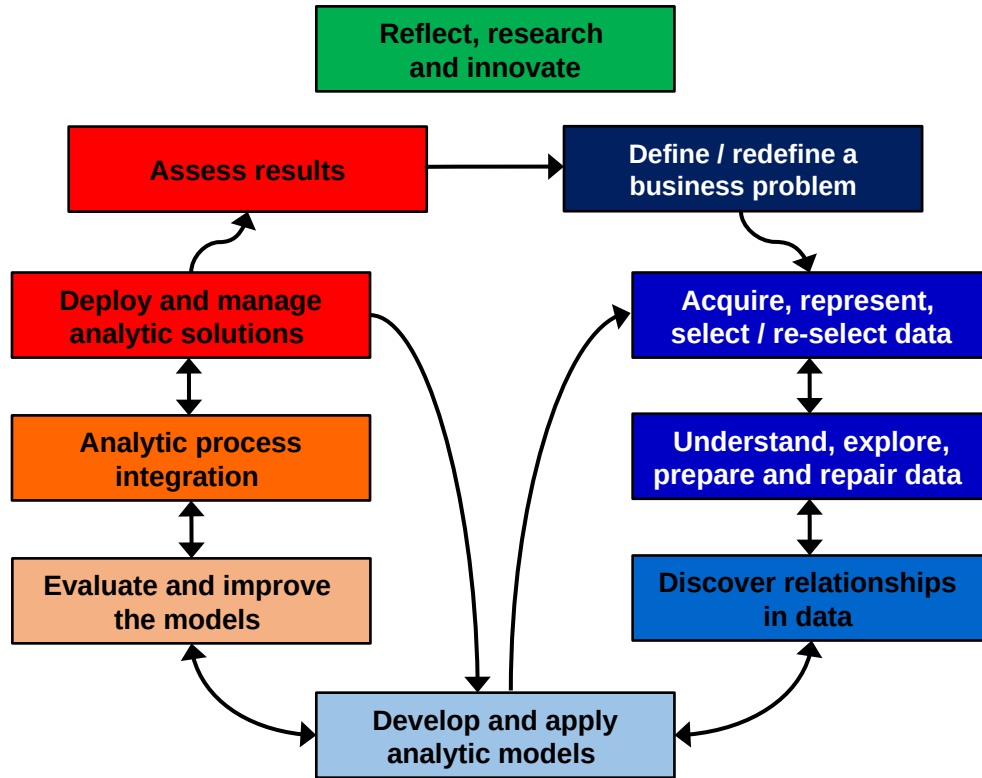 Reflect, research
and innovate
Assess results
Define / redefine a
business problem
Deploy and manage
analytic solutions
Acquire, represent,
select / re-select data
Analytic process
integration
Understand, explore,
prepare and repair data
Evaluate and improve
the models
Discover relationships
in data
Develop and apply
analytic models